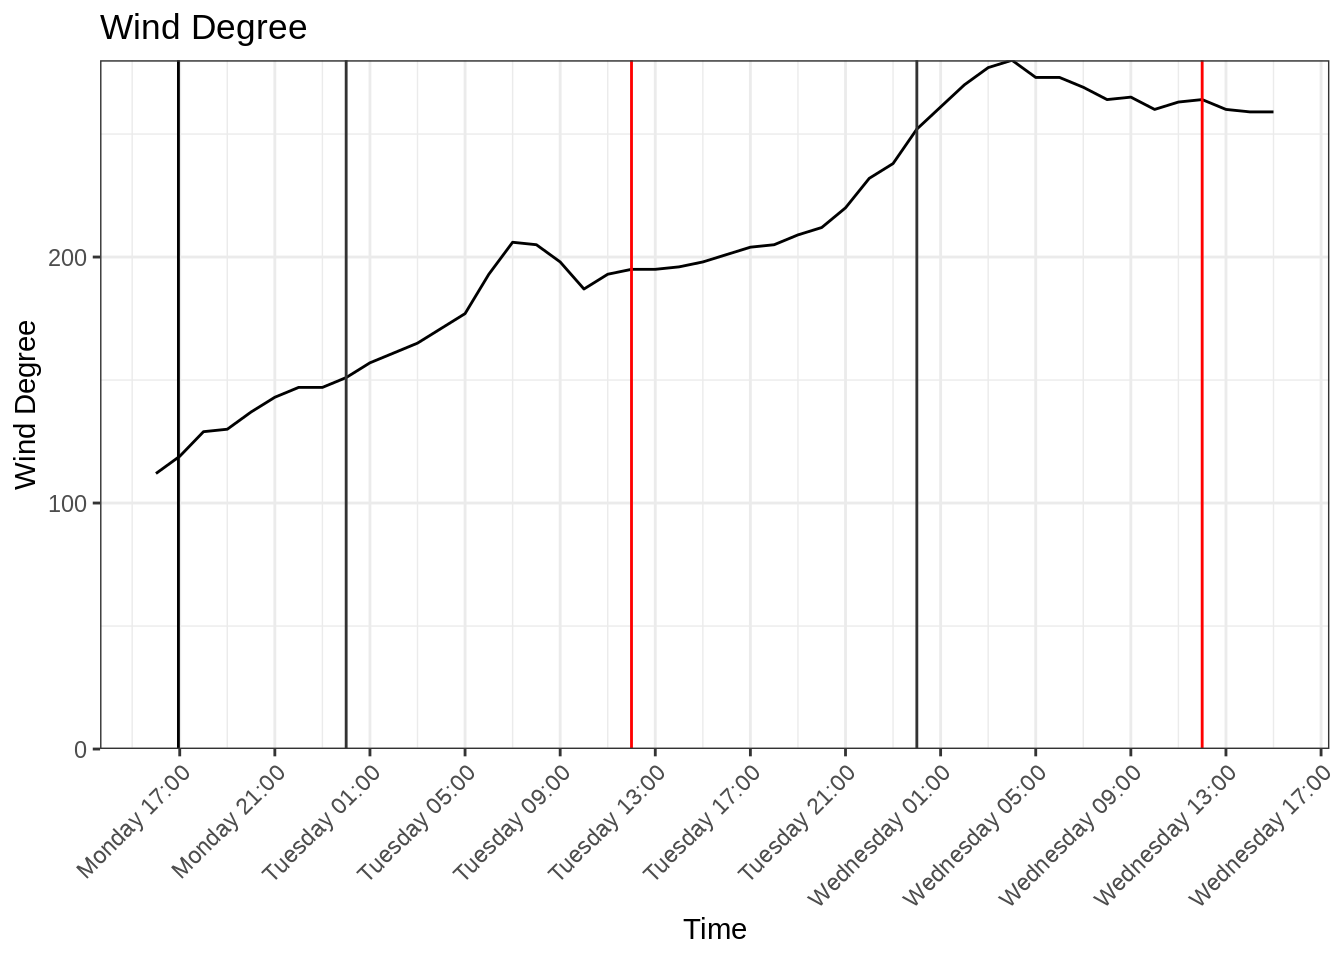 Wind Degree
Wind Degree
200
100
0
Monday 17:00
Monday 21:00
Tuesday 01:00
Tuesday 05:00
Tuesday 09:00
Tuesday 13:00
Tuesday 17:00
Tuesday 21:00
Wednesday 01:00
Wednesday 05:00
Wednesday 09:00
Wednesday 13:00
Wednesday 17:00
Time